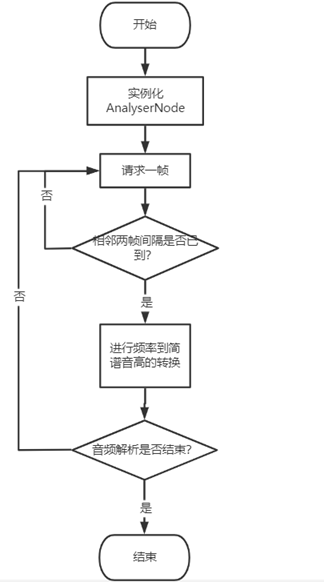 开始
实例化
AnalyserNode
请求一帧
否
相邻两帧间隔是否已
到?
否
是
进行频率到简
谱音高的转换
音频解析是否结束?
是
结束